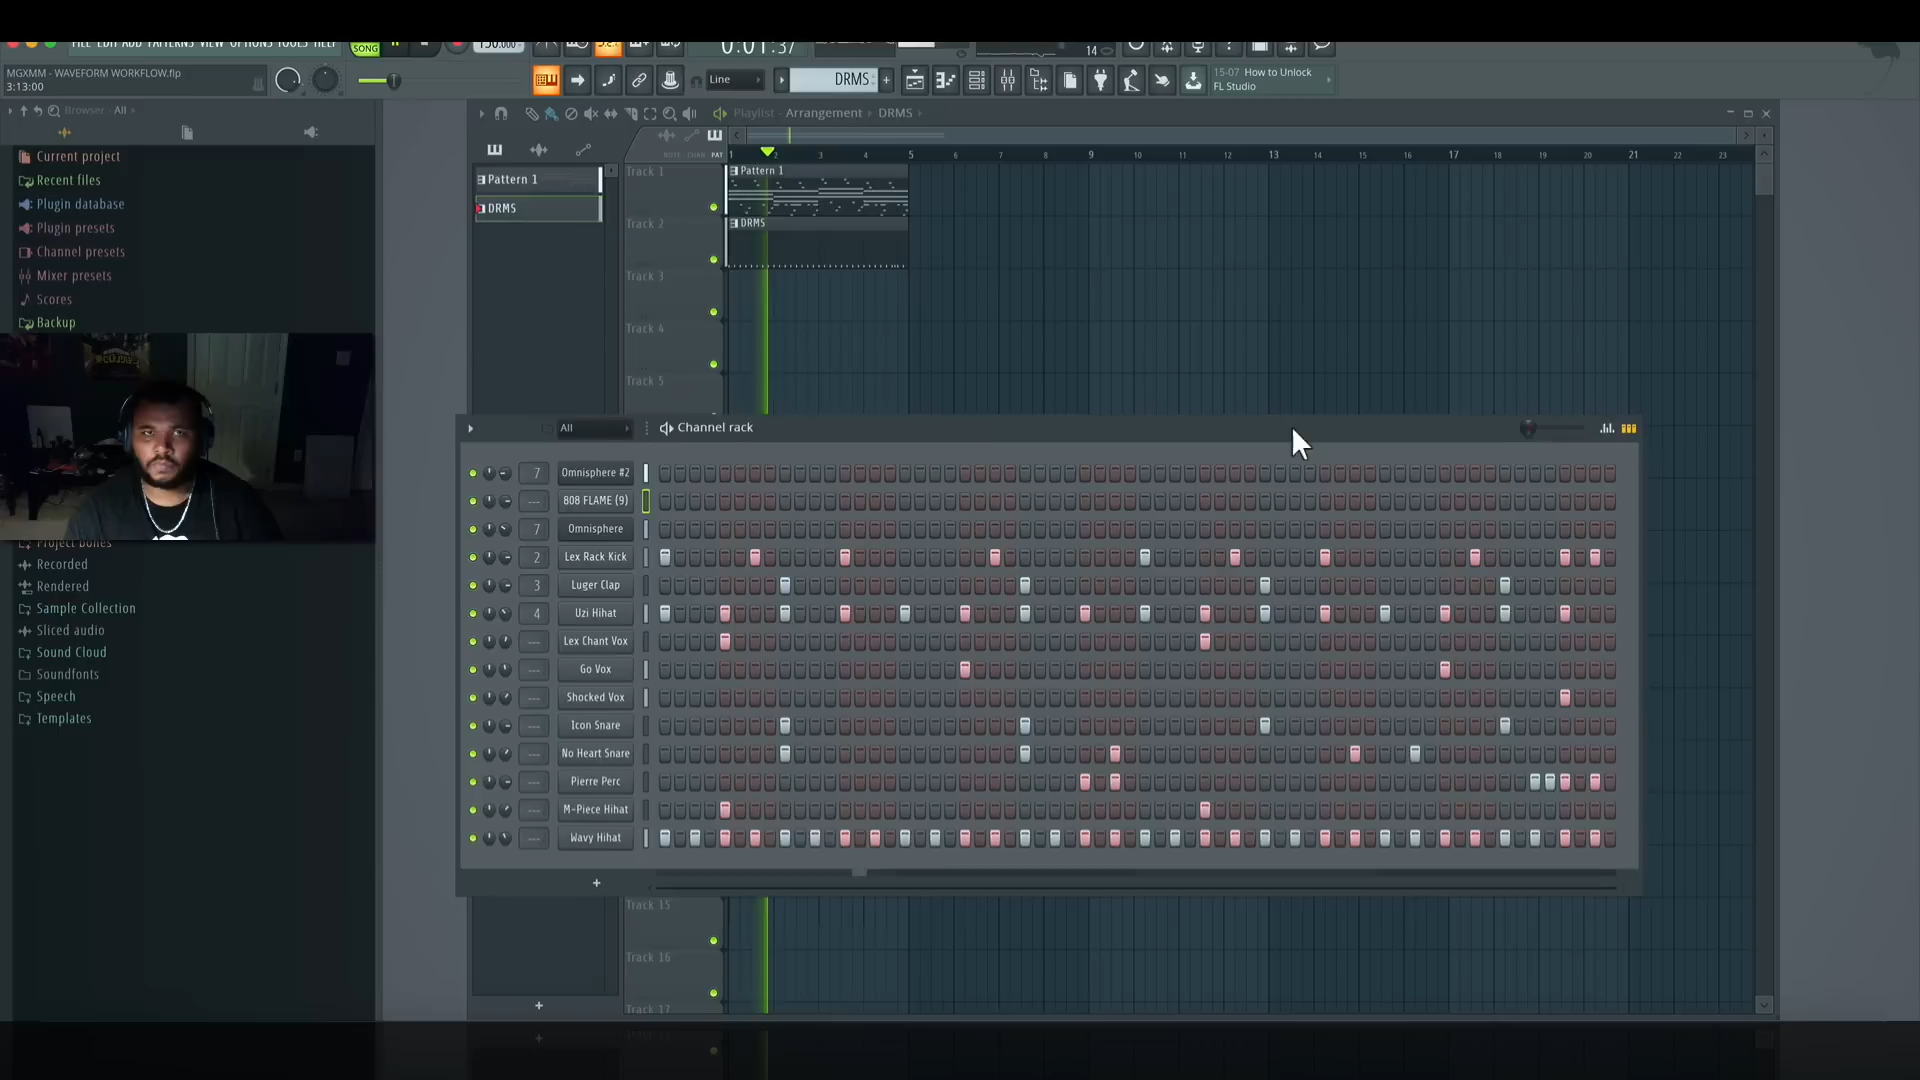 FILE EDIT ADD PATTERNS VIEW OPTIONS TOOLS HELP
SONG
130.000
0:01:37
14
MGXMM - WAVEFORM WORKFLOW.flp
3:13:00
Line
DRMS
15-07 How to Unlock
FL Studio
Browser - All
Playlist - Arrangement › DRMS
NOTE CHAN PAT
1 2 3 4 5 6 7 8 9 10 11 12 13 14 15 16 17 18 19 20 21 22 23
Current project
Recent files
Plugin database
Plugin presets
Channel presets
Mixer presets
Scores
Backup
Project bones
Recorded
Rendered
Sample Collection
Sliced audio
Sound Cloud
Soundfonts
Speech
Templates
Pattern 1
DRMS
Track 1
Pattern 1
Track 2
DRMS
Track 3
Track 4
Track 5
All
Channel rack
7 Omnisphere #2
--- 808 FLAME (9)
7 Omnisphere
2 Lex Rack Kick
3 Luger Clap
4 Uzi Hihat
--- Lex Chant Vox
--- Go Vox
--- Shocked Vox
--- Icon Snare
--- No Heart Snare
--- Pierre Perc
--- M-Piece Hihat
--- Wavy Hihat
Track 15
Track 16
Track 17